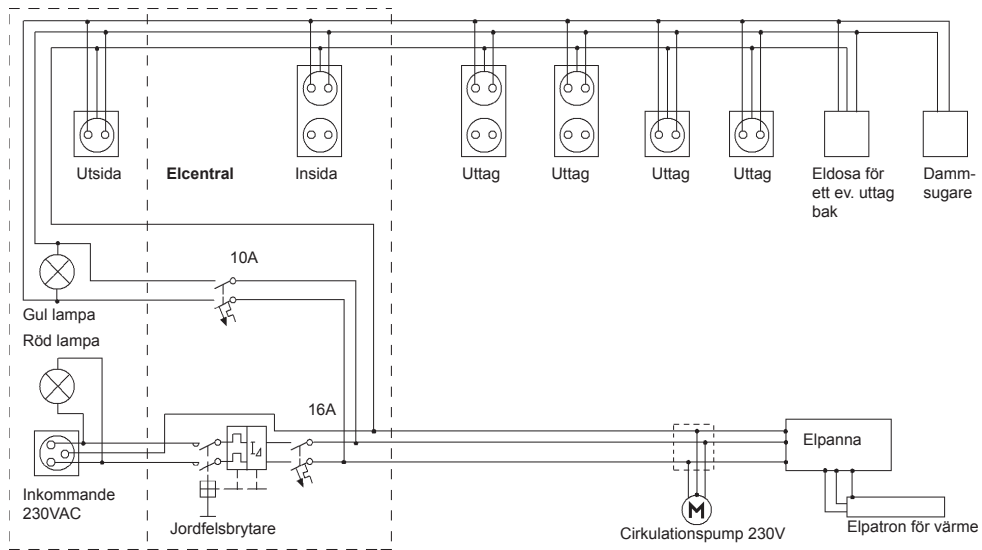 Utsida
Elcentral
Insida
Uttag
Uttag
Uttag
Uttag
Eldosa för
ett ev. uttag
bak
Damm-
sugare
10A
Gul lampa
Röd lampa
16A
I
Inkommande
230VAC
Jordfelsbrytare
M
Cirkulationspump 230V
Elpanna
Elpatron för värme